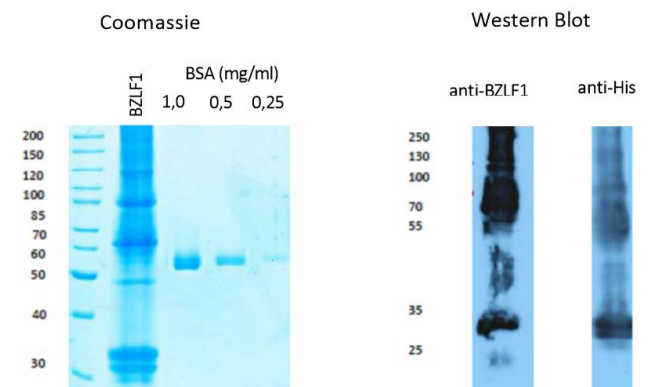 Coomassie
BZLF1
BSA (mg/ml)
1,0 0,5 0,25
200
150
120
100
85
70
60
50
40
30
Western Blot
anti-BZLF1 anti-His
250
130
100
70
55
35
25